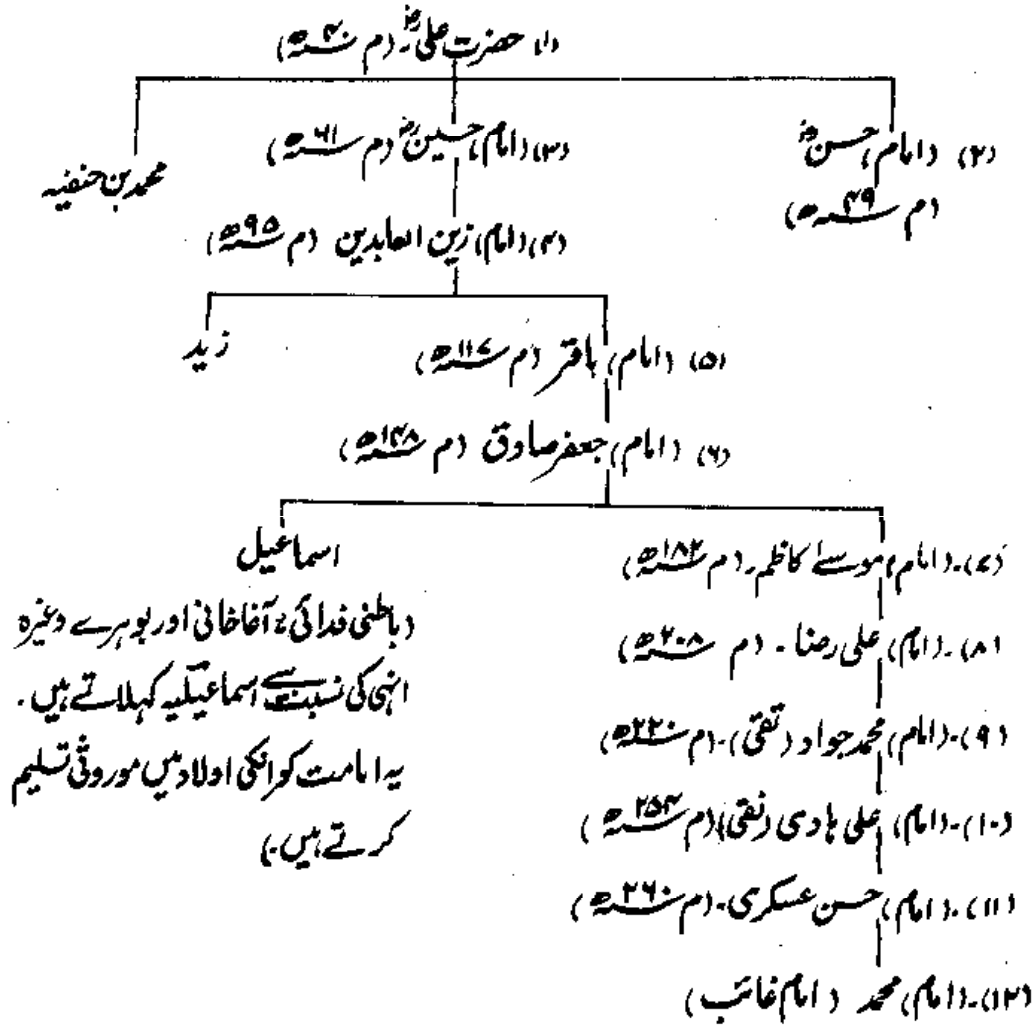 (۱) حضرت علیؓ (م ۴۰ھ)
(۲) (امام) حسنؓ
(م ۴۹ھ)
(۳) (امام) حسینؓ (م ۶۱ھ)
محمد بن حنفیہ
(۴) (امام) زین العابدین (م ۹۵ھ)
(۵) (امام) باقر (م ۱۱۷ھ)
زید
(۶) (امام) جعفر صادق (م ۱۴۸ھ)
(۷)۔ (امام) موسےٰ کاظم۔ (م ۱۸۲ھ)
(۸)۔ (امام) علی رضا۔ (م ۲۰۸ھ)
(۹)۔ (امام) محمد جواد (تقی)۔ (م ۲۲۰ھ)
(۱۰)۔ (امام) علی ہادی (نقی) (م ۲۵۴ھ)
(۱۱)۔ (امام) حسن عسکری۔ (م ۲۶۰ھ)
(۱۲)۔ (امام) محمد (امام غائب)
اسماعیل
(باطنی فدائی، آغاخانی اور بوہرے وغیرہ
انہی کی نسبت سے اسماعیلیہ کہلاتے ہیں۔
یہ امامت کو انکی اولاد میں موروثی تسلیم
کرتے ہیں۔)